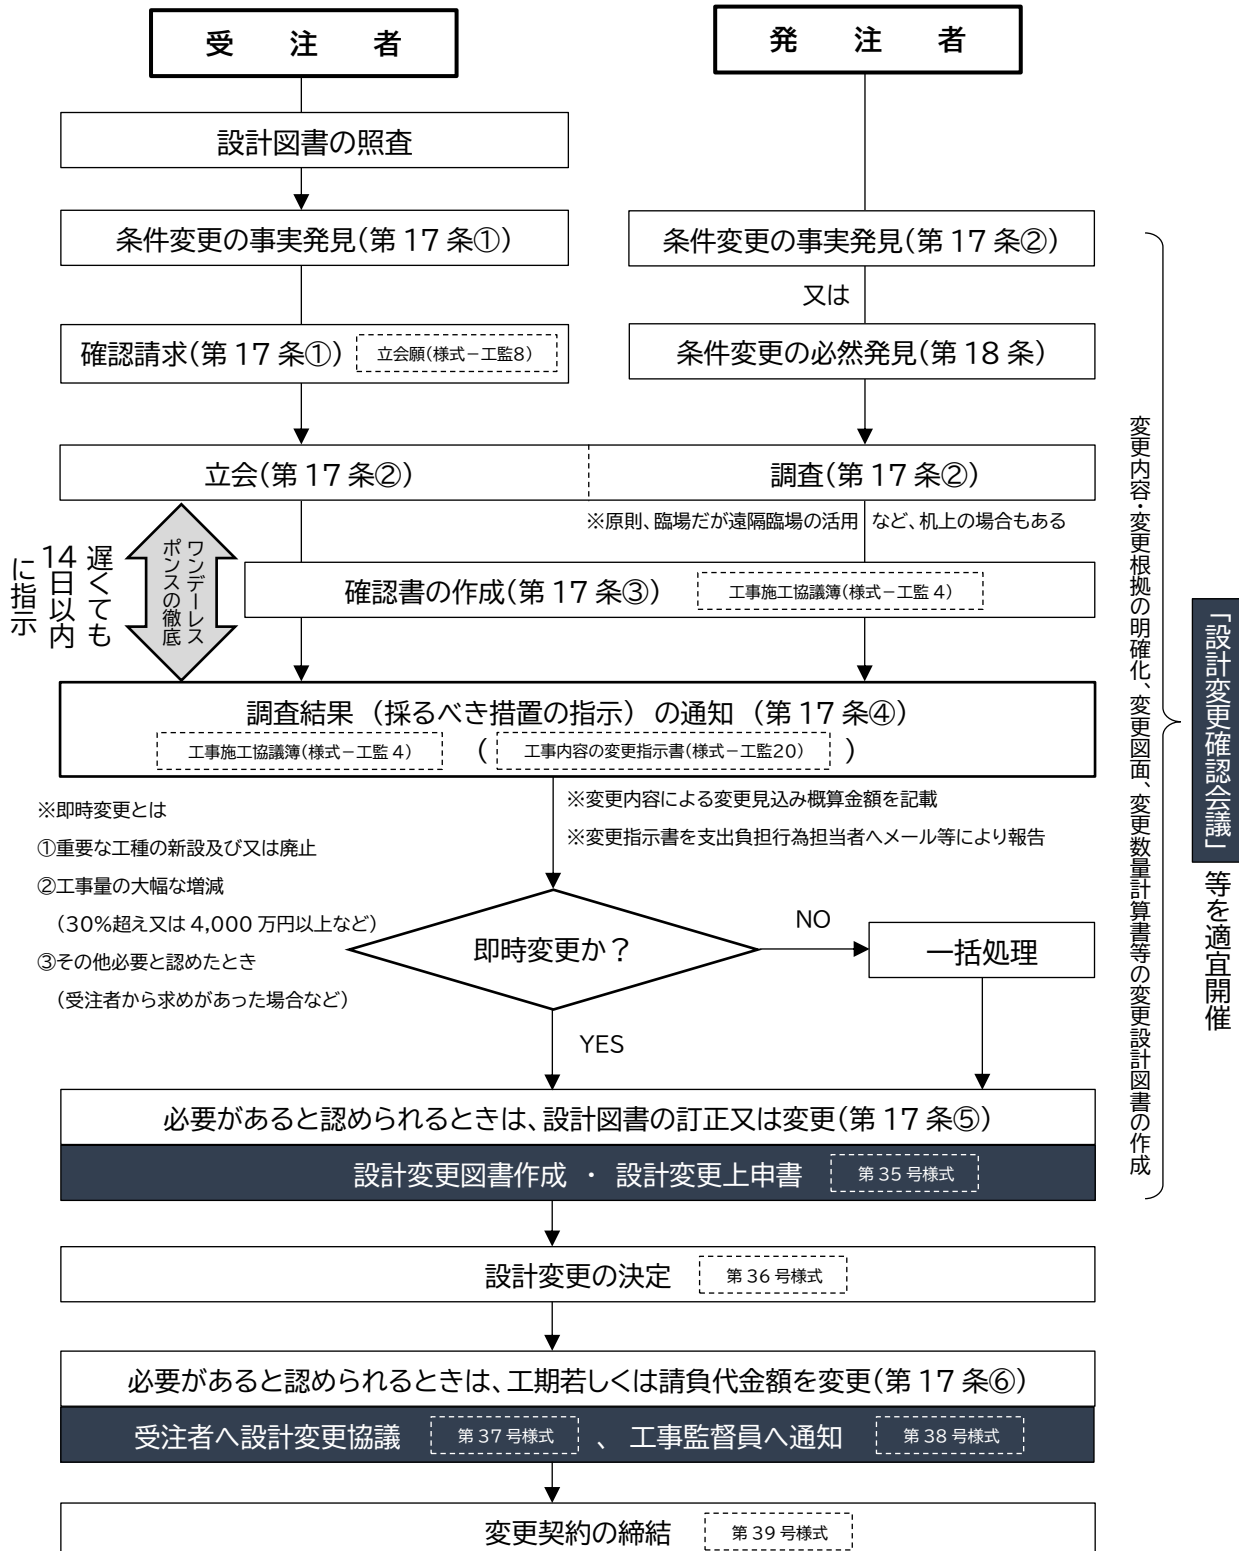 受 注 者
発 注 者
設計図書の照査
条件変更の事実発見(第 17 条①)
条件変更の事実発見(第 17 条②)
又は
確認請求(第 17 条①)
立会願(様式－工監8)
条件変更の必然発見(第 18 条)
立会(第 17 条②)
調査(第 17 条②)
※原則、臨場だが遠隔臨場の活用 など、机上の場合もある
遅くても
14日以内
に指示
ワンデーレス
ポンスの徹底
確認書の作成(第 17 条③)
工事施工協議簿(様式－工監 4)
調査結果 (採るべき措置の指示) の通知 (第 17 条④)
工事施工協議簿(様式－工監 4)
( 工事内容の変更指示書(様式－工監20) )
※変更内容による変更見込み概算金額を記載
※変更指示書を支出負担行為担当者へメール等により報告
※即時変更とは
①重要な工種の新設及び又は廃止
②工事量の大幅な増減
(30%超え又は 4,000 万円以上など)
③その他必要と認めたとき
(受注者から求めがあった場合など)
即時変更か？
NO
一括処理
YES
必要があると認められるときは、設計図書の訂正又は変更(第 17 条⑤)
設計変更図書作成 ・ 設計変更上申書
第 35 号様式
設計変更の決定
第 36 号様式
必要があると認められるときは、工期若しくは請負代金額を変更(第 17 条⑥)
受注者へ設計変更協議
第 37 号様式
、 工事監督員へ通知
第 38 号様式
変更契約の締結
第 39 号様式
変更内容・変更根拠の明確化、変更図面、変更数量計算書等の変更設計図書の作成
「設計変更確認会議」等を適宜開催